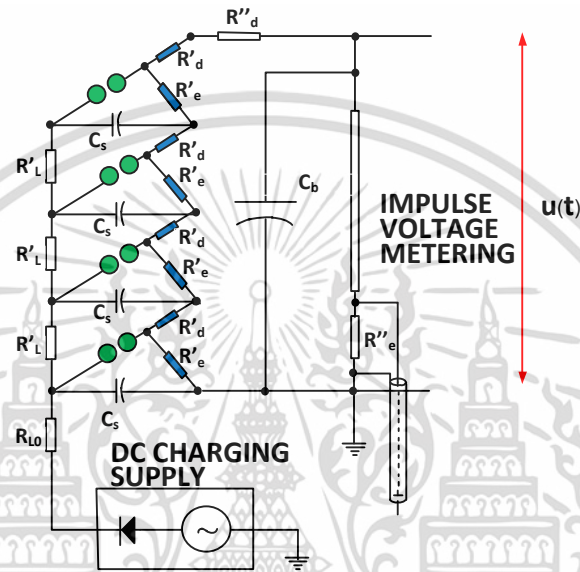 R''d
R'd
R'e
Cs
R'd
R'L
R'e
Cb
Cs
R'd
IMPULSE
VOLTAGE
METERING
u(t)
R'L
R'e
Cs
R'd
R'L
R'e
R''e
Cs
RL0
DC CHARGING
SUPPLY